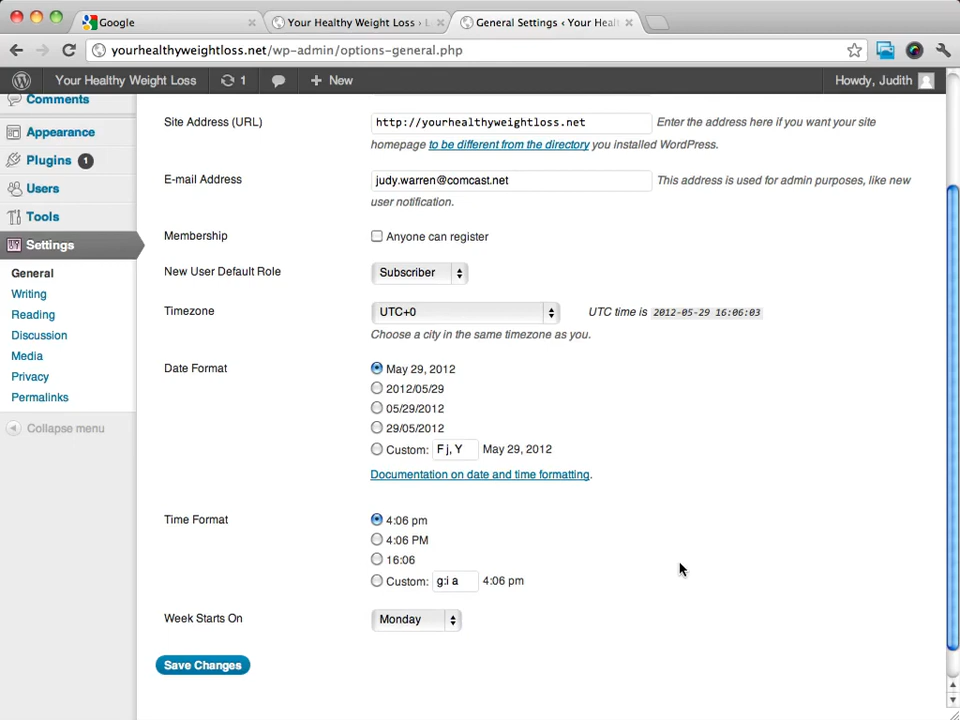 Google
Your Healthy Weight Loss › L
General Settings ‹ Your Heal
yourhealthyweightloss.net/wp-admin/options-general.php
Your Healthy Weight Loss 1 + New Howdy, Judith
Comments
Appearance
Plugins 1
Users
Tools
Settings
General
Writing
Reading
Discussion
Media
Privacy
Permalinks
Collapse menu
Site Address (URL) http://yourhealthyweightloss.net Enter the address here if you want your site
homepage to be different from the directory you installed WordPress.
E-mail Address judy.warren@comcast.net This address is used for admin purposes, like new
user notification.
Membership Anyone can register
New User Default Role Subscriber
Timezone UTC+0 UTC time is 2012-05-29 16:06:03
Choose a city in the same timezone as you.
Date Format May 29, 2012
2012/05/29
05/29/2012
29/05/2012
Custom: F j, Y May 29, 2012
Documentation on date and time formatting.
Time Format 4:06 pm
4:06 PM
16:06
Custom: g:i a 4:06 pm
Week Starts On Monday
Save Changes